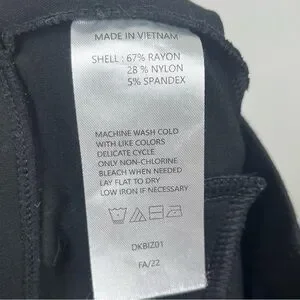 MADE IN VIETNAM
SHELL : 67% RAYON
28 % NYLON
5% SPANDEX
MACHINE WASH COLD
WITH LIKE COLORS
DELICATE CYCLE
ONLY NON-CHLORINE
BLEACH WHEN NEEDED
LAY FLAT TO DRY
LOW IRON IF NEEDED
DKBIZ01
FA/22